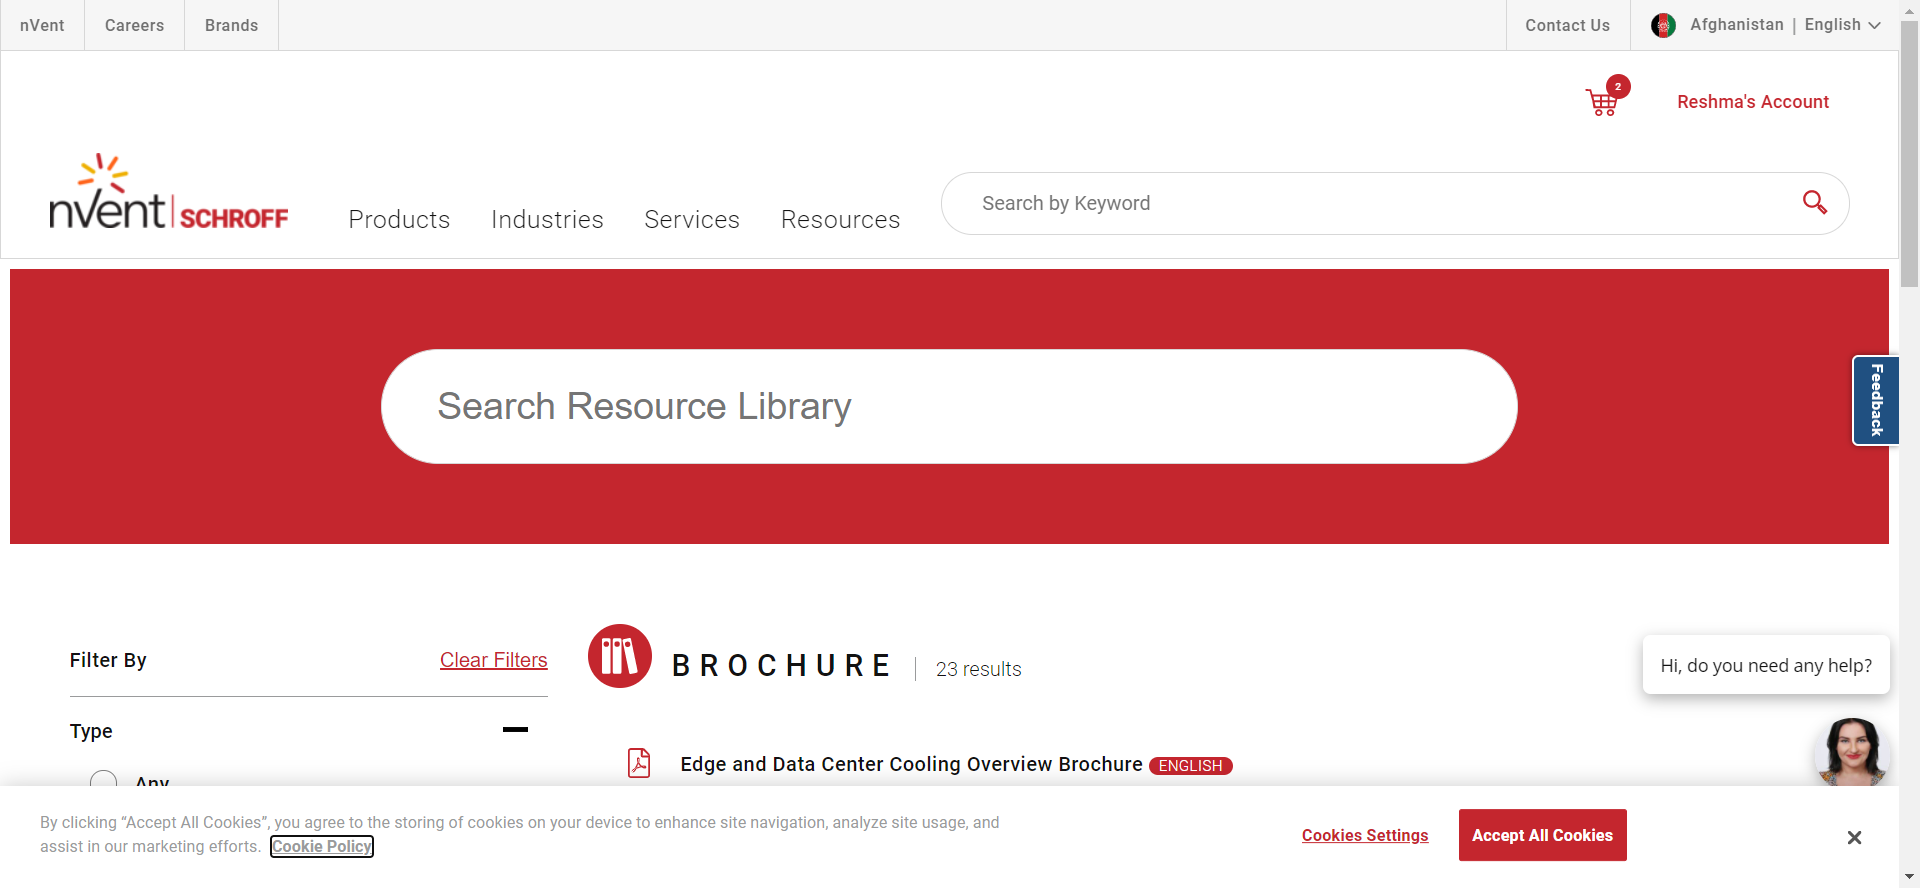 nVent
Careers
Brands
Contact Us
Afghanistan | English
2
Reshma's Account
nVent | SCHROFF
Products
Industries
Services
Resources
Search by Keyword
Search Resource Library
Feedback
Filter By
Clear Filters
BROCHURE
23 results
Hi, do you need any help?
Type
Edge and Data Center Cooling Overview Brochure ENGLISH
Any
By clicking “Accept All Cookies”, you agree to the storing of cookies on your device to enhance site navigation, analyze site usage, and
assist in our marketing efforts. Cookie Policy
Cookies Settings
Accept All Cookies